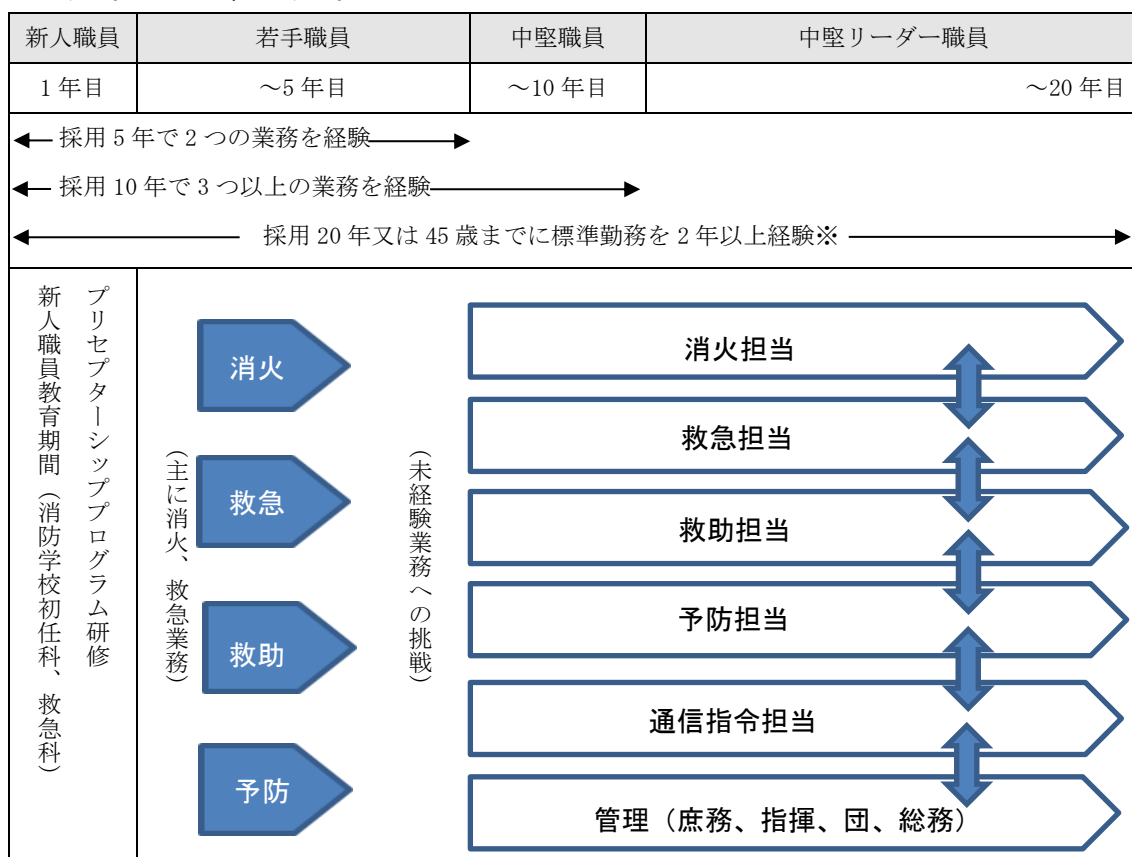 新人職員
若手職員
中堅職員
中堅リーダー職員
1年目
~5年目
~10年目
~20年目
採用5年で2つの業務を経験
採用10年で3つ以上の業務を経験
採用20年又は45歳までに標準勤務を2年以上経験※
プリセプターシッププログラム研修
新人職員教育期間(消防学校初任科、救急科)
(主に消火、救急業務)
消火
救急
救助
予防
(未経験業務への挑戦)
消火担当
救急担当
救助担当
予防担当
通信指令担当
管理(庶務、指揮、団、総務)